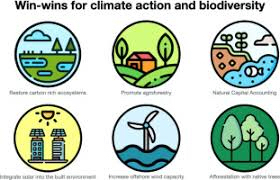 Win-wins for climate action and biodiversity
Restore carbon rich ecosystems
Promote agroforestry
Natural Capital Accounting
Integrate solar into the built environment
Increase offshore wind capacity
Afforestation with native trees